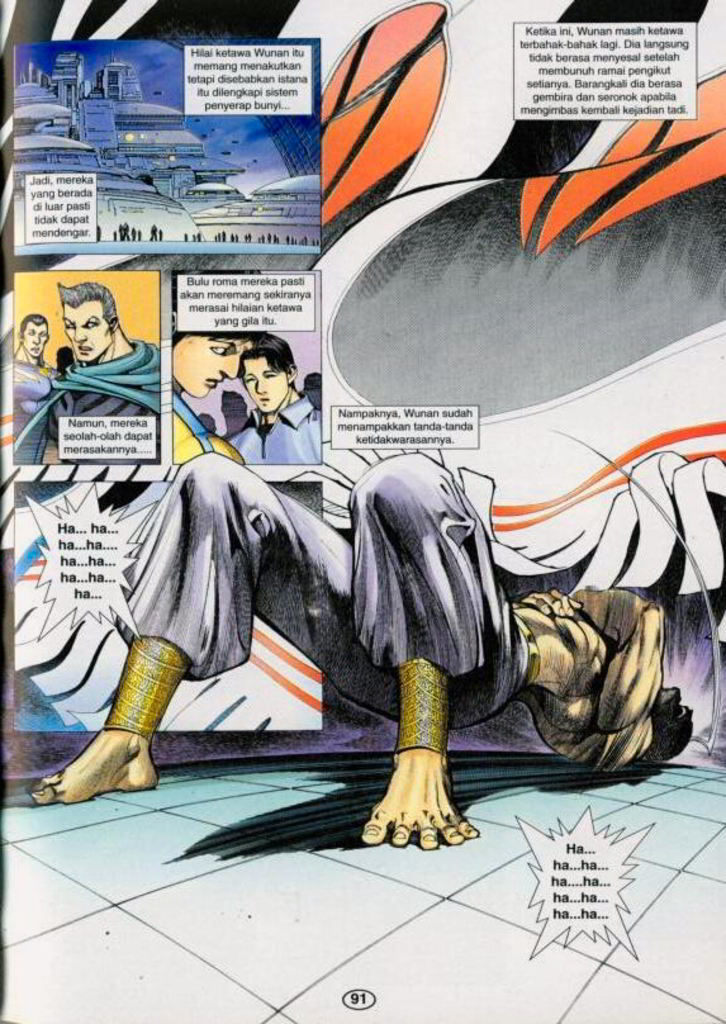 Hilai ketawa Wunan itu
memang menakutkan
tetapi disebabkan istana
itu dilengkapi sistem
penyerap bunyi...
Ketika ini, Wunan masih ketawa
terbahak-bahak lagi. Dia langsung
tidak berasa menyesal setelah
membunuh ramai pengikut
setianya. Barangkali dia berasa
gembira dan seronok apabila
mengimbas kembali kejadian tadi.
Jadi, mereka
yang berada
di luar pasti
tidak dapat
mendengar.
Bulu roma mereka pasti
akan meremang sekiranya
merasai hilaian ketawa
yang gila itu.
Namun, mereka
seolah-olah dapat
merasakannya.....
Nampaknya, Wunan sudah
menampakkan tanda-tanda
ketidakwarasannya.
Ha... ha...
ha...ha....
ha...ha...
ha...ha...
ha...
Ha...
ha...ha...
ha....ha...
ha...ha...
ha...ha...
91